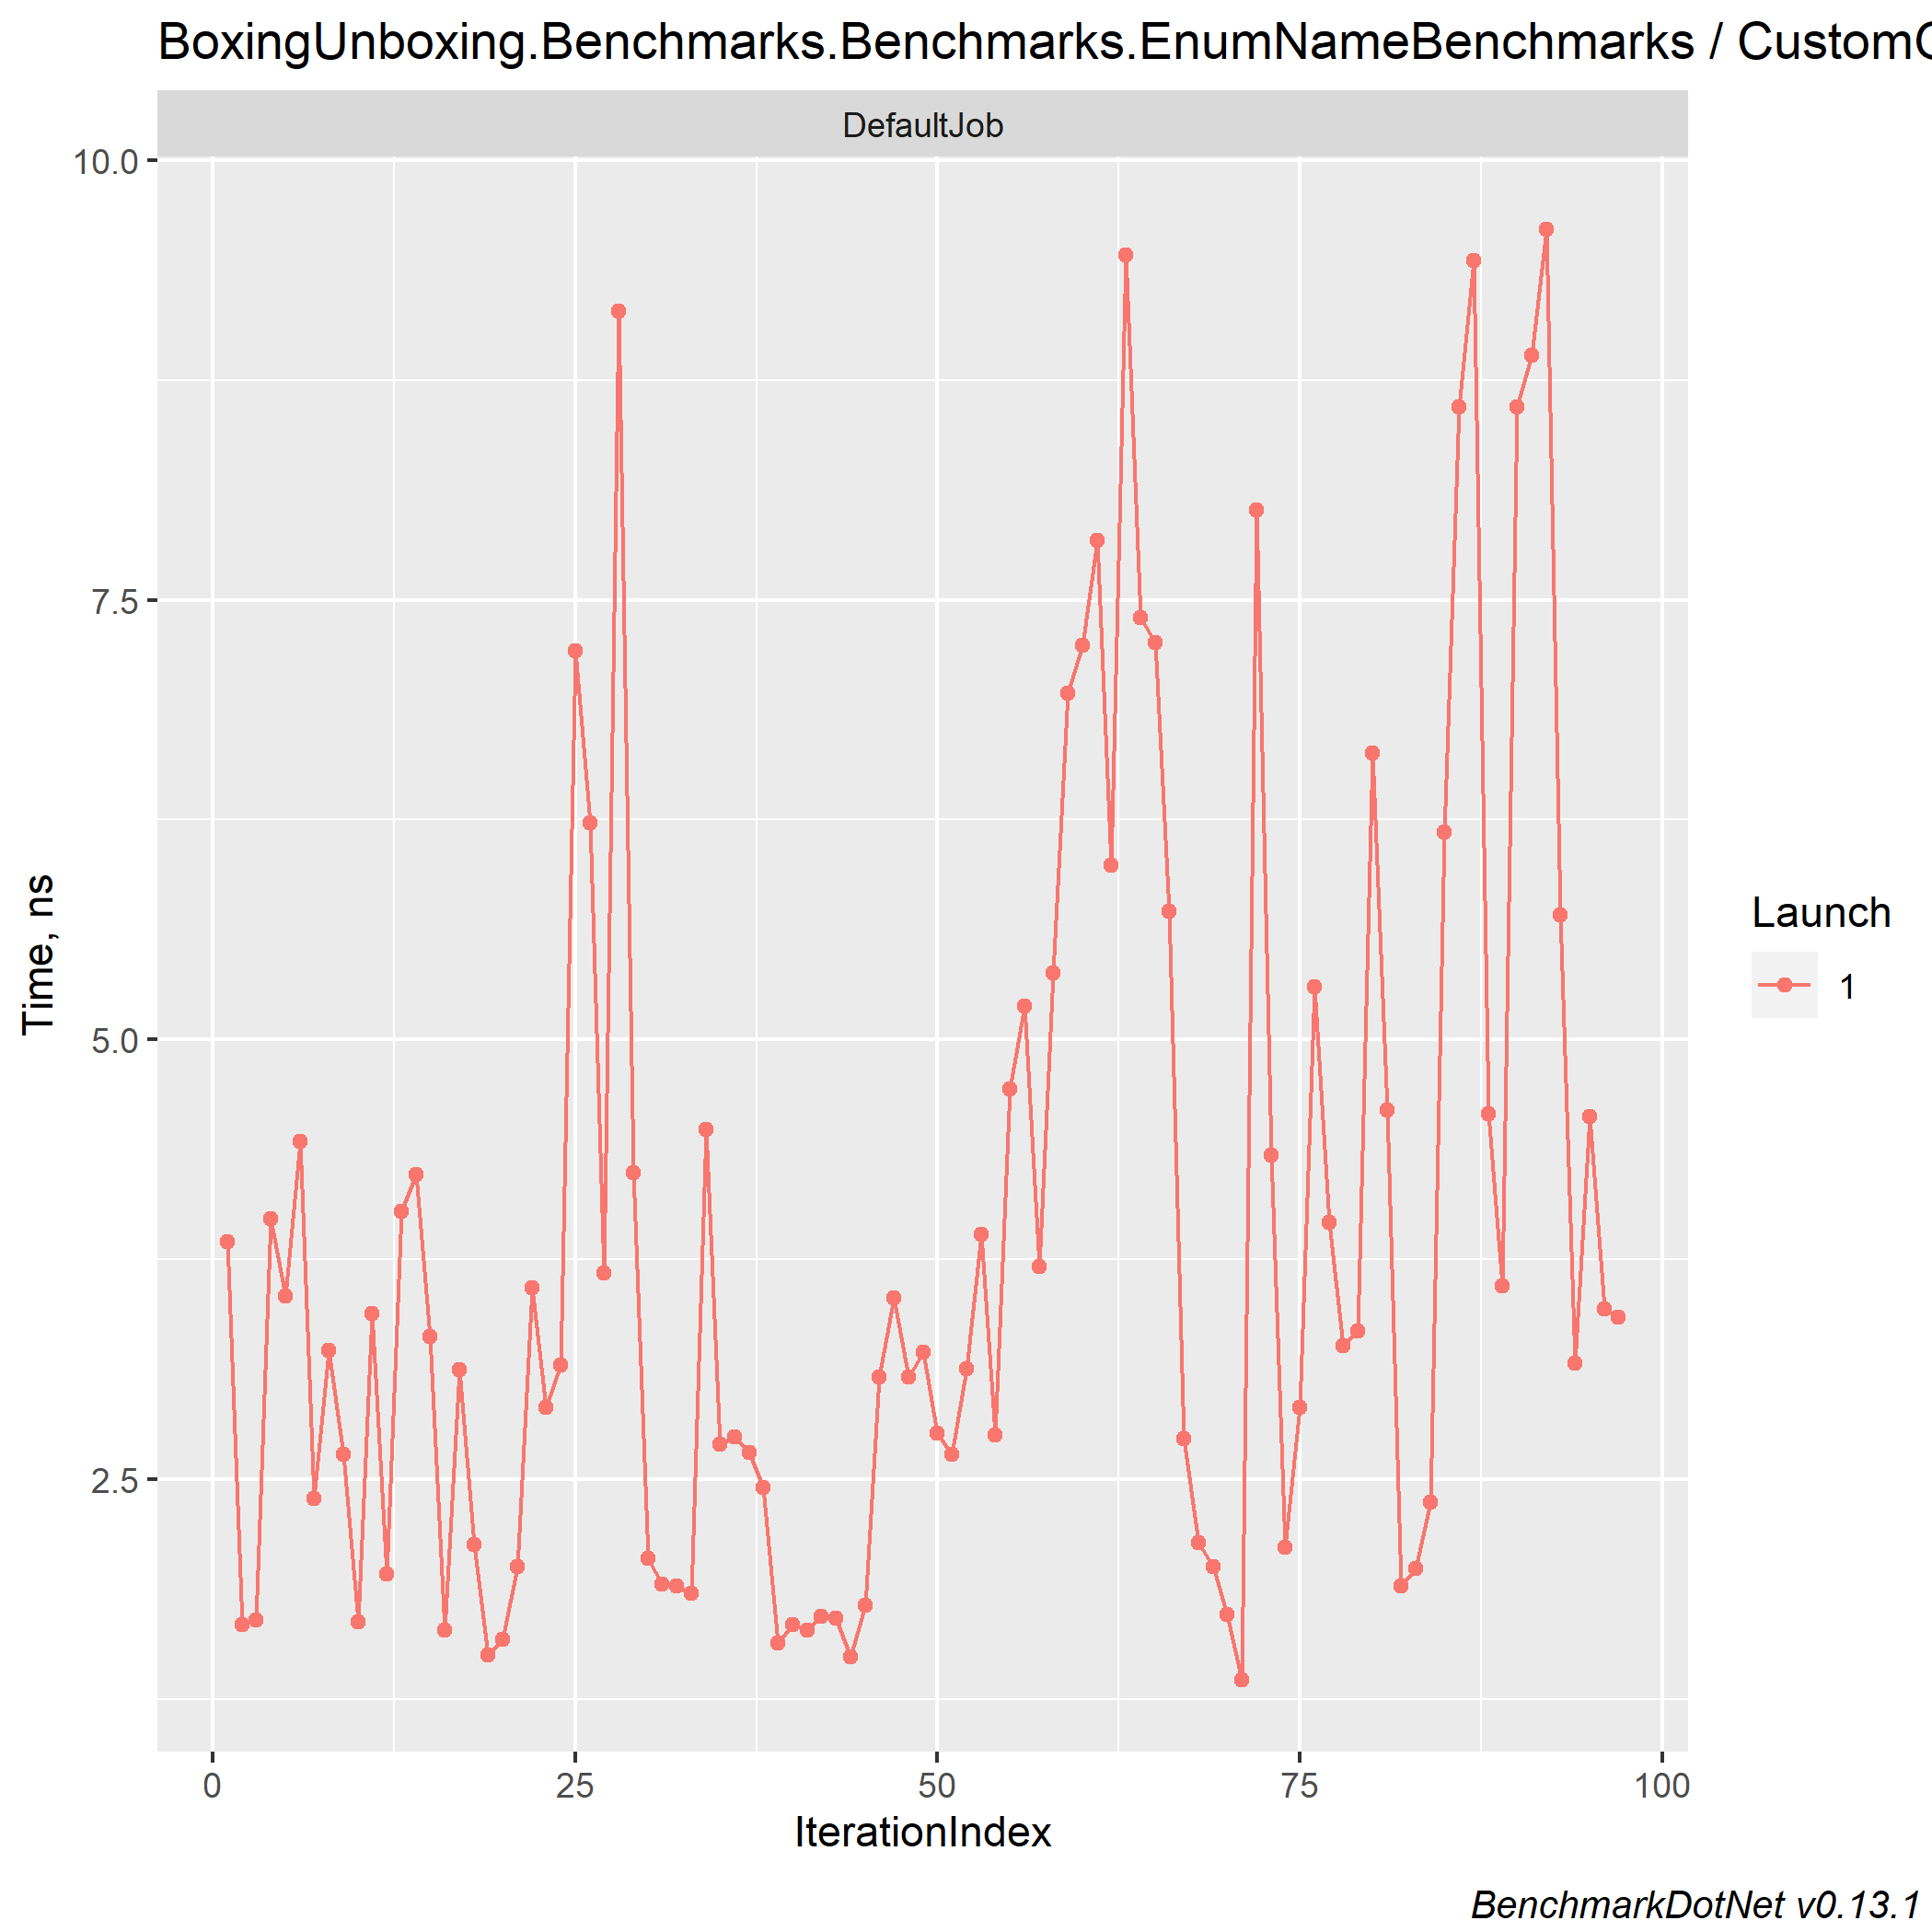 BoxingUnboxing.Benchmarks.Benchmarks.EnumNameBenchmarks / CustomC
DefaultJob
10.0
7.5
5.0
2.5
Time, ns
0 25 50 75 100
IterationIndex
Launch
1
BenchmarkDotNet v0.13.1